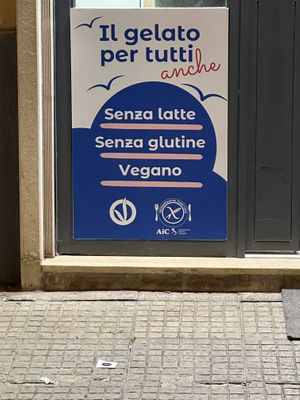 Il gelato
per tutti
anche
Senza latte
Senza glutine
Vegano
AiC